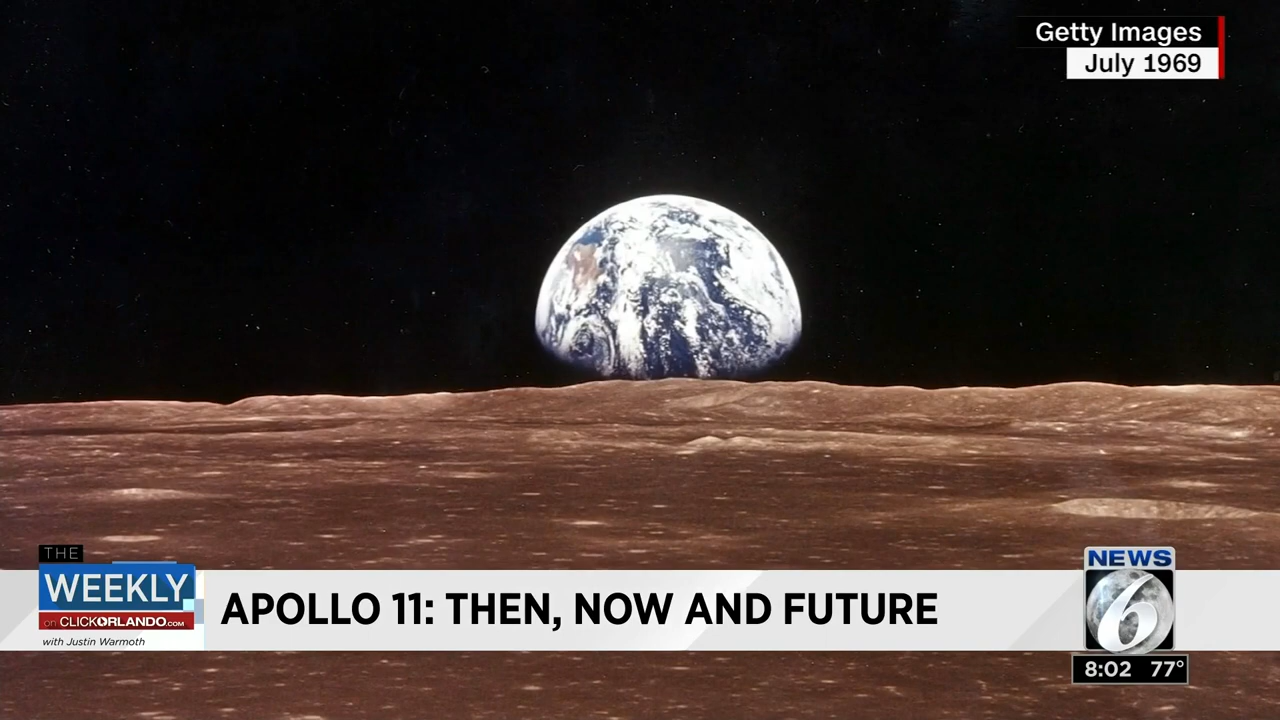 Getty Images
July 1969
THE
WEEKLY
on CLICKORLANDO.COM
with Justin Warmoth
APOLLO 11: THEN, NOW AND FUTURE
NEWS
6
8:02 77°